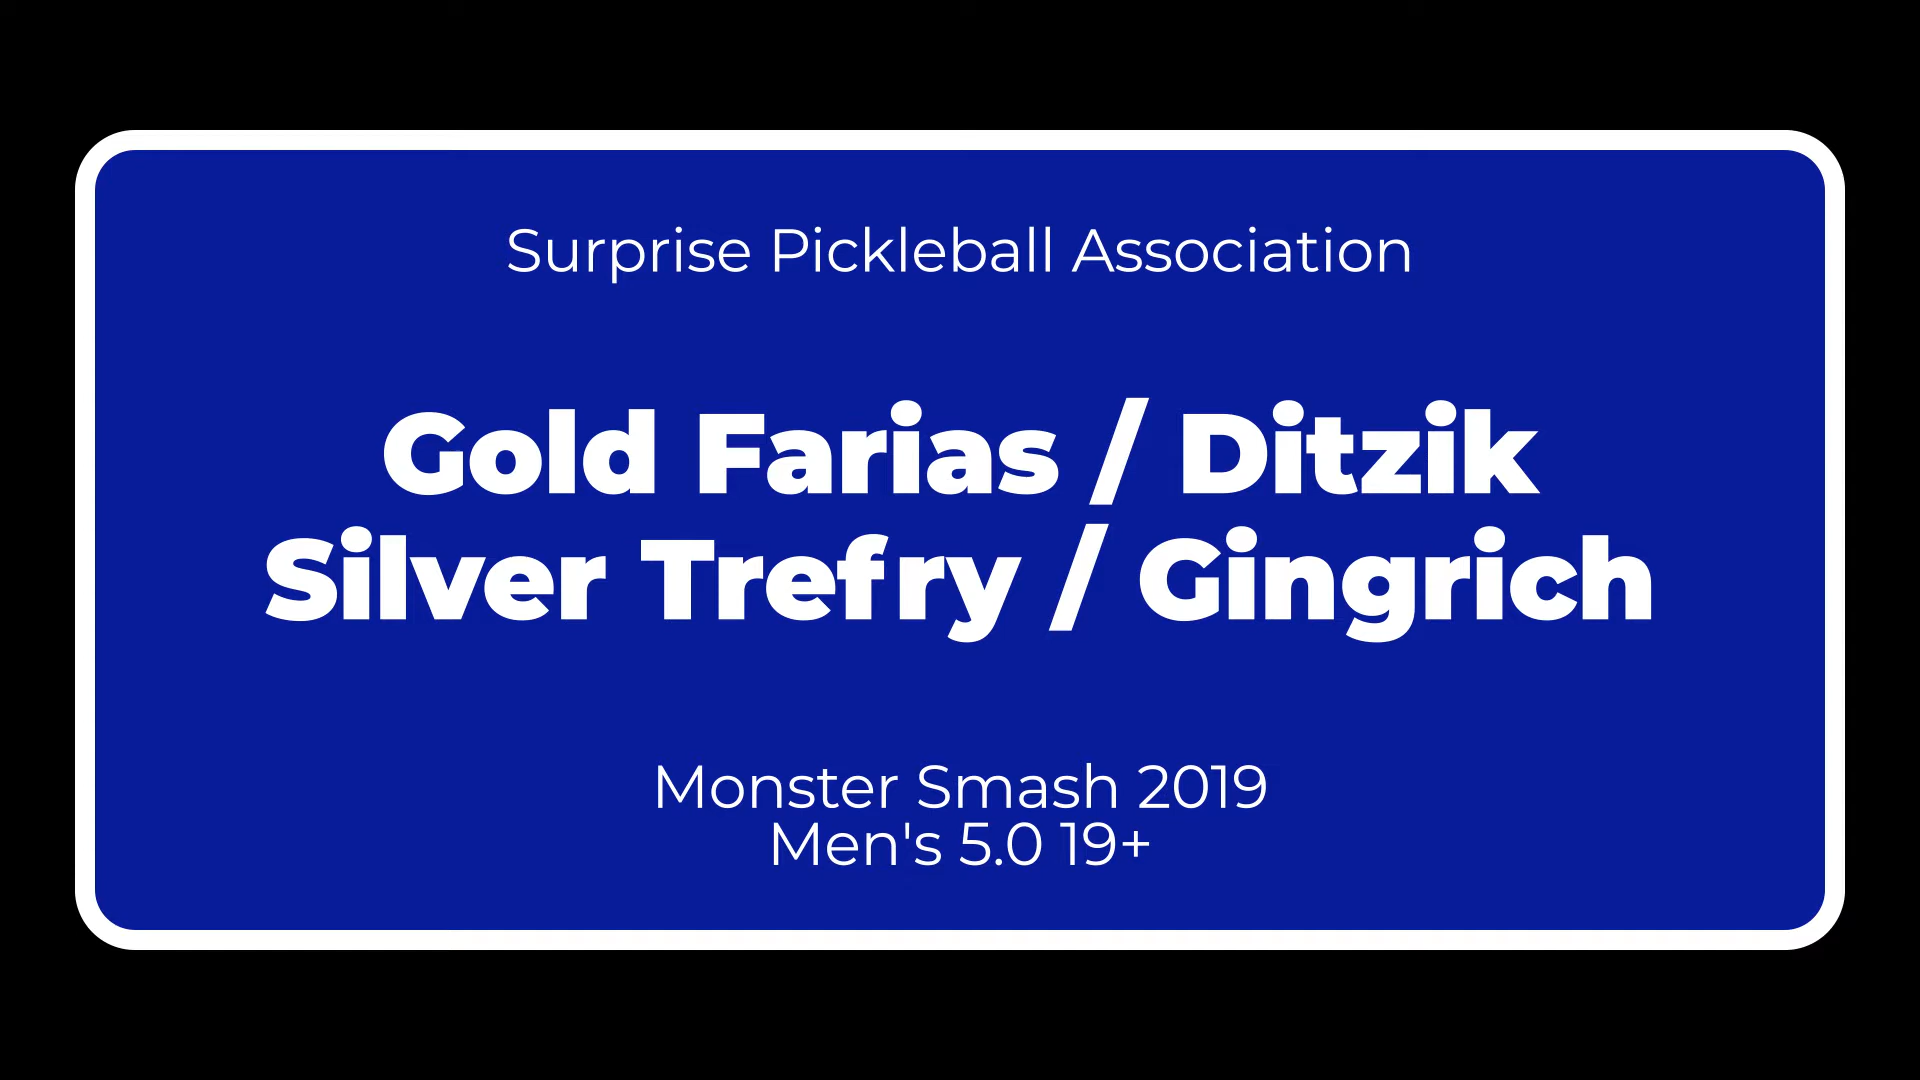 Surprise Pickleball Association
Gold Farias / Ditzik
Silver Trefry / Gingrich
Monster Smash 2019
Men's 5.0 19+